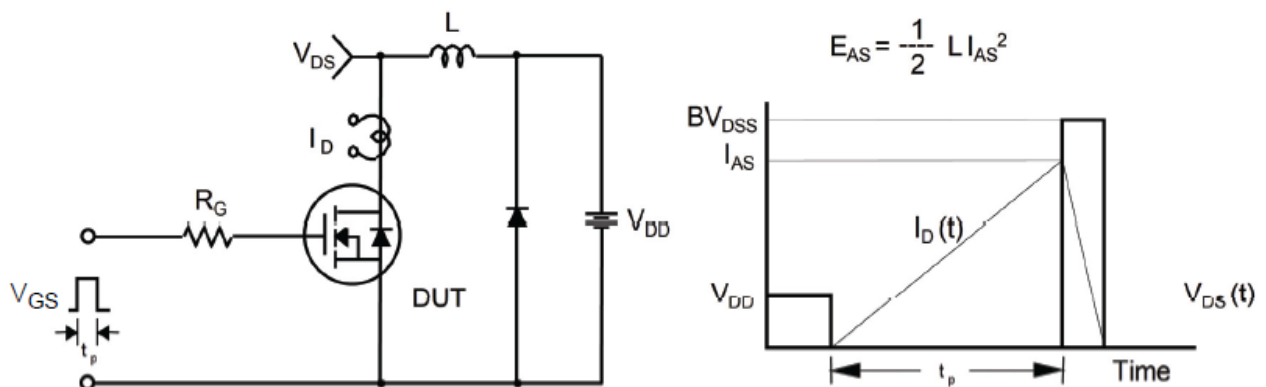 L
V_DS
I_D
R_G
V_GS
t_p
DUT
V_DD
E_AS = 1/2 L I_AS²
BV_DSS
I_AS
I_D (t)
V_DD
V_DS (t)
t_p
Time